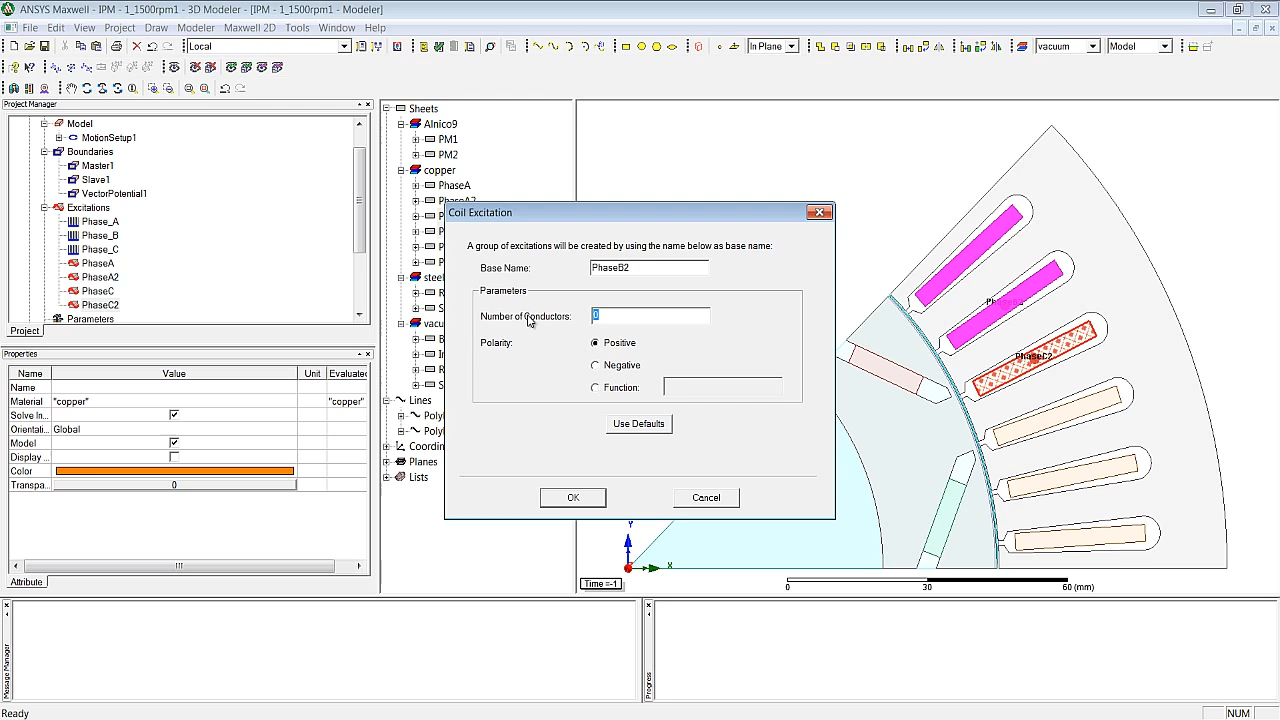 ANSYS Maxwell - IPM - 1_1500rpm1 - 3D Modeler - [IPM - 1_1500rpm1 - Modeler]
File Edit View Project Draw Modeler Maxwell 2D Tools Window Help
Local
In Plane
vacuum
Model
Project Manager
Model
MotionSetup1
Boundaries
Master1
Slave1
VectorPotential1
Excitations
Phase_A
Phase_B
Phase_C
PhaseA
PhaseA2
PhaseC
PhaseC2
Parameters
Project
Properties
Name Value Unit Evaluated
Name
Material "copper" "copper"
Solve In...
Orientati... Global
Model
Display ...
Color
Transpa... 0
Attribute
Sheets
Alnico9
PM1
PM2
copper
PhaseA
PhaseA2
P
P
P
P
steel
R
S
vacu
B
In
R
S
Lines
Polyl
Polyl
Coordin
Planes
Lists
Coil Excitation
A group of excitations will be created by using the name below as base name:
Base Name: PhaseB2
Parameters
Number of Conductors: 0
Polarity: Positive
Negative
Function:
Use Defaults
OK Cancel
PhaseC2
Y
X
Time =-1
0 30 60 (mm)
Message Manager
Progress
Ready
NUM